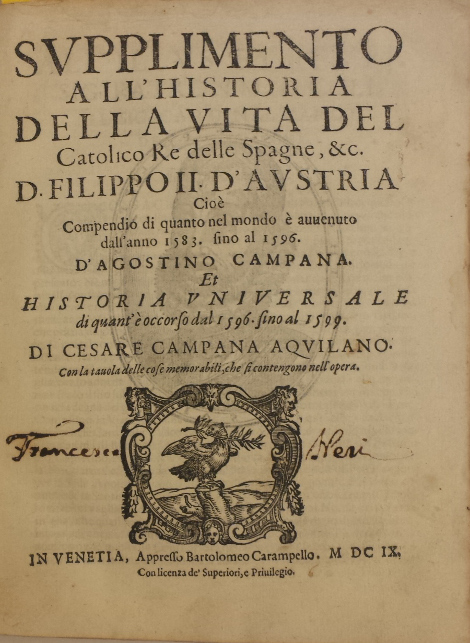 SVPPLIMENTO
ALL'HISTORIA
DELLA VITA DEL
Catolico Re delle Spagne, &c.
D. FILIPPO II. D'AVSTRIA
Cioè
Compendio di quanto nel mondo è auuenuto
dall'anno 1583. sino al 1596.
D'AGOSTINO CAMPANA.
Et
HISTORIA VNIVERSALE
di quant'è occorso dal 1596. sino al 1599.
DI CESARE CAMPANA AQVILANO.
Con la tauola delle cose memorabili, che si contengono nell'opera.
Francesco Neri
IN VENETIA, Appresso Bartolomeo Carampello. M DC IX.
Con licenza de' Superiori, e Priuilegio.